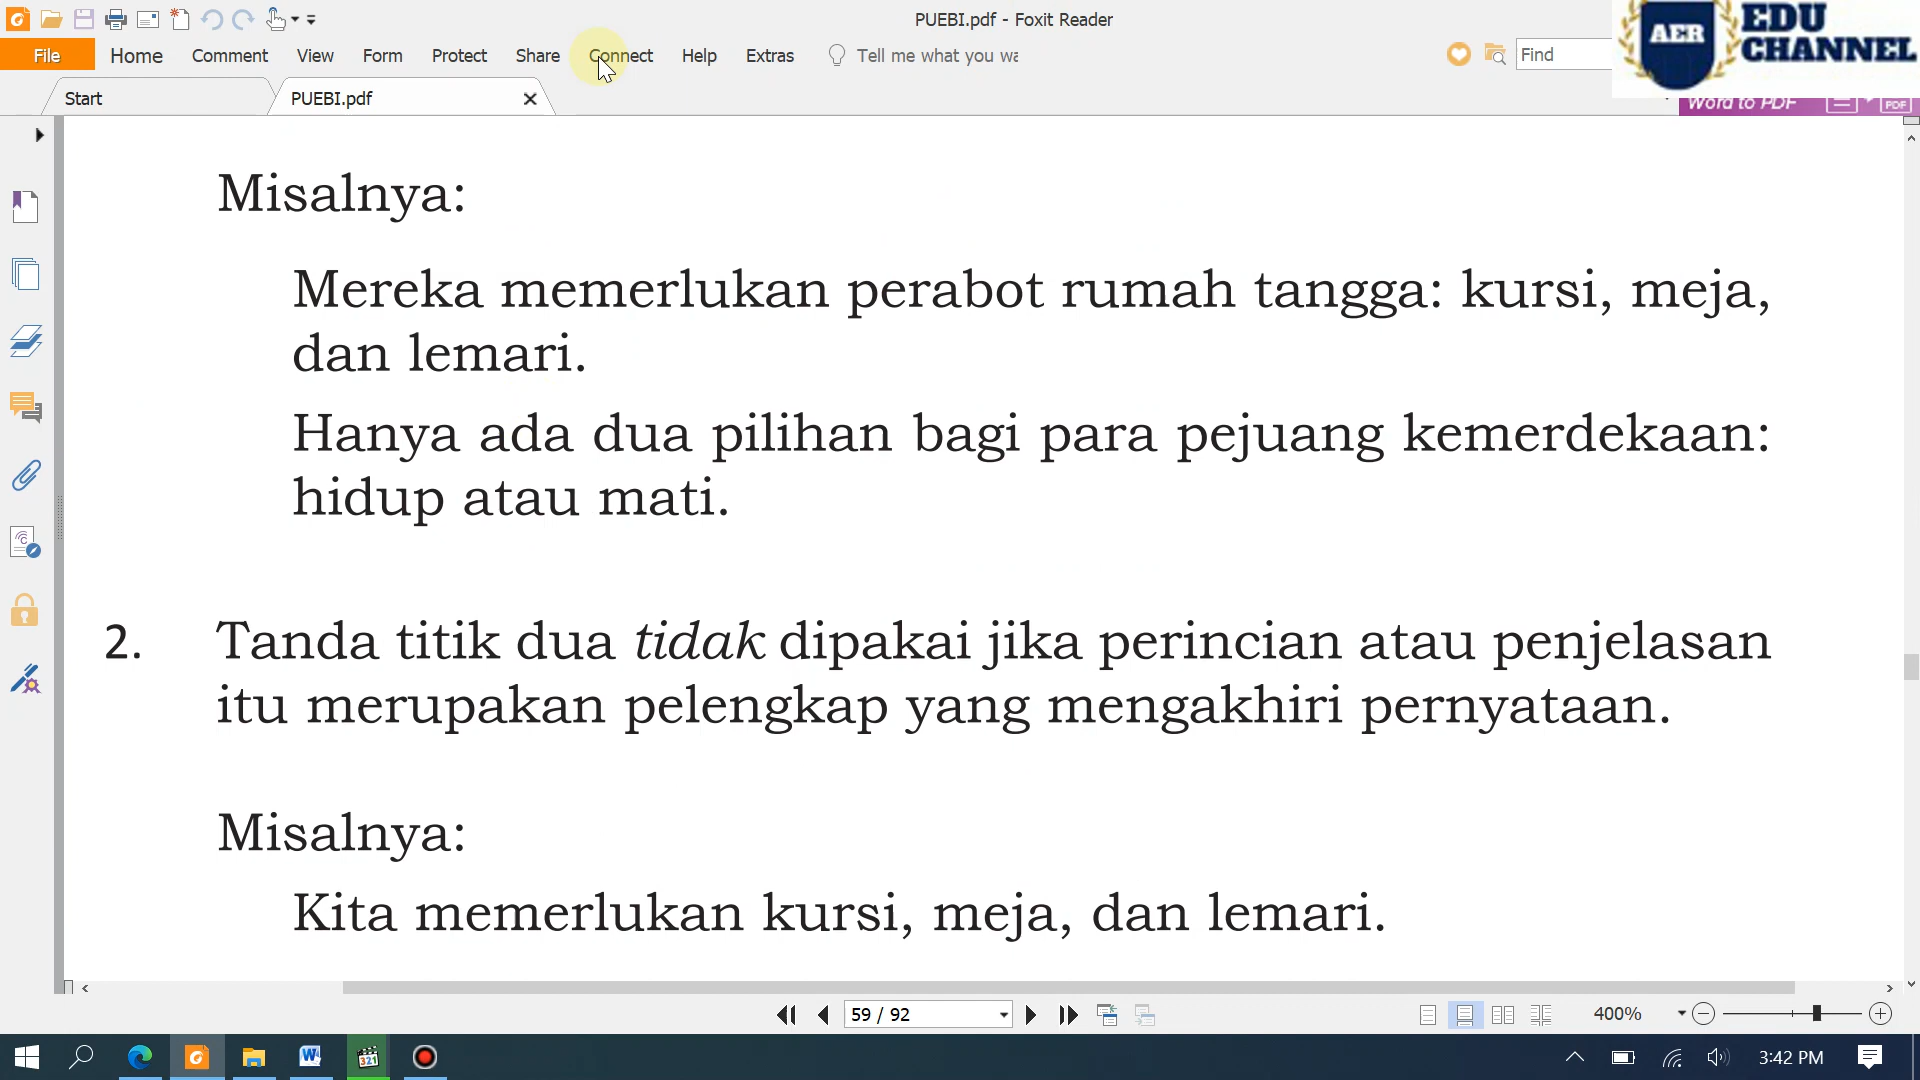 PUEBI.pdf - Foxit Reader
AER EDU CHANNEL
File Home Comment View Form Protect Share Connect Help Extras Tell me what you wa Find
Word to PDF PDF
Start PUEBI.pdf
Misalnya:
Mereka memerlukan perabot rumah tangga: kursi, meja,
dan lemari.
Hanya ada dua pilihan bagi para pejuang kemerdekaan:
hidup atau mati.
2. Tanda titik dua tidak dipakai jika perincian atau penjelasan
itu merupakan pelengkap yang mengakhiri pernyataan.
Misalnya:
Kita memerlukan kursi, meja, dan lemari.
59 / 92 400%
321 3:42 PM